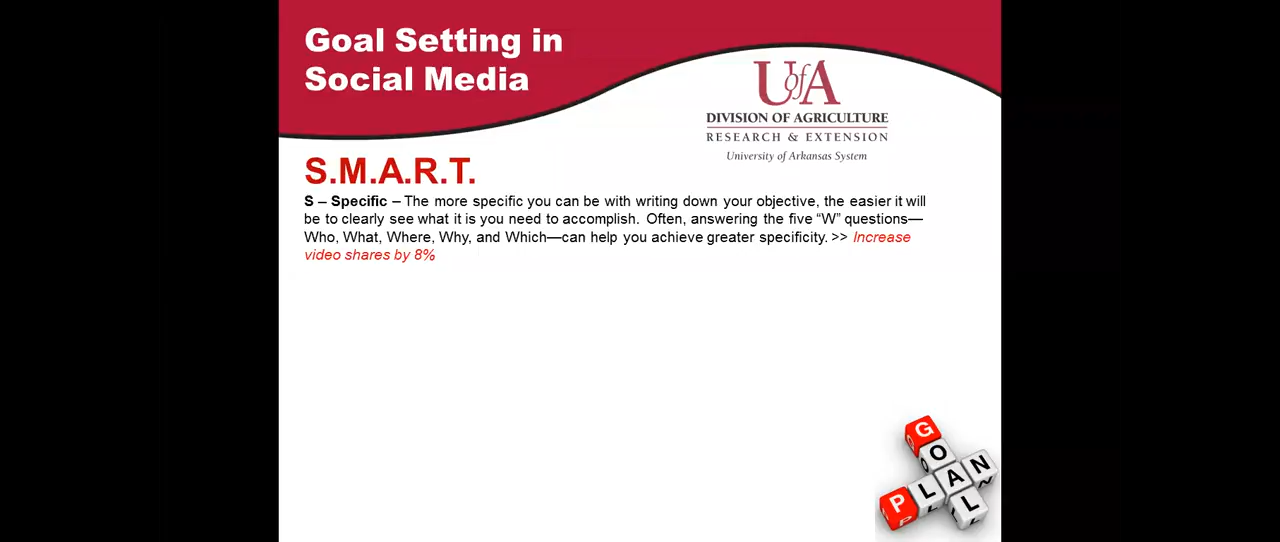 Goal Setting in
Social Media
UofA
DIVISION OF AGRICULTURE
RESEARCH & EXTENSION
University of Arkansas System
S.M.A.R.T.
S – Specific – The more specific you can be with writing down your objective, the easier it will
be to clearly see what it is you need to accomplish. Often, answering the five “W” questions—
Who, What, Where, Why, and Which—can help you achieve greater specificity. >> Increase
video shares by 8%
GOAL
PLAN